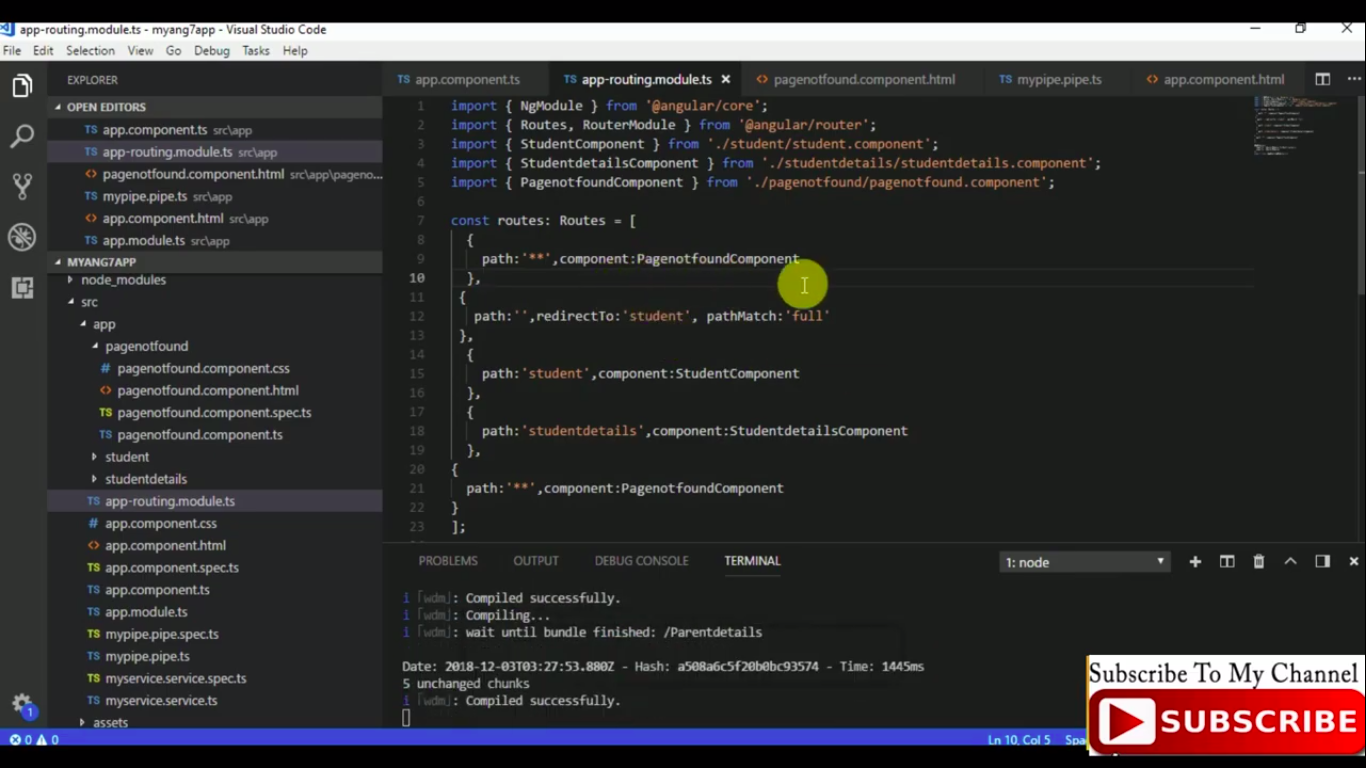 app-routing.module.ts - myang7app - Visual Studio Code
File Edit Selection View Go Debug Tasks Help
EXPLORER
OPEN EDITORS
TS app.component.ts src\app
TS app-routing.module.ts src\app
<> pagenotfound.component.html src\app\pageno...
TS mypipe.pipe.ts src\app
<> app.component.html src\app
TS app.module.ts src\app
MYANG7APP
node_modules
src
app
pagenotfound
# pagenotfound.component.css
<> pagenotfound.component.html
TS pagenotfound.component.spec.ts
TS pagenotfound.component.ts
student
studentdetails
TS app-routing.module.ts
# app.component.css
<> app.component.html
TS app.component.spec.ts
TS app.component.ts
TS app.module.ts
TS mypipe.pipe.spec.ts
TS mypipe.pipe.ts
TS myservice.service.spec.ts
TS myservice.service.ts
assets
1
TS app.component.ts TS app-routing.module.ts × <> pagenotfound.component.html TS mypipe.pipe.ts <> app.component.html ...
1 import { NgModule } from '@angular/core';
2 import { Routes, RouterModule } from '@angular/router';
3 import { StudentComponent } from './student/student.component';
4 import { StudentdetailsComponent } from './studentdetails/studentdetails.component';
5 import { PagenotfoundComponent } from './pagenotfound/pagenotfound.component';
6
7 const routes: Routes = [
8 {
9 path:'**',component:PagenotfoundComponent
10 },
11 {
12 path:'',redirectTo:'student', pathMatch:'full'
13 },
14 {
15 path:'student',component:StudentComponent
16 },
17 {
18 path:'studentdetails',component:StudentdetailsComponent
19 },
20 {
21 path:'**',component:PagenotfoundComponent
22 }
23 ];
PROBLEMS OUTPUT DEBUG CONSOLE TERMINAL 1: node
i ｢wdm｣: Compiled successfully.
i ｢wdm｣: Compiling...
i ｢wdm｣: wait until bundle finished: /Parentdetails
Date: 2018-12-03T03:27:53.880Z - Hash: a508a6c5f20b0bc93574 - Time: 1445ms
5 unchanged chunks
i ｢wdm｣: Compiled successfully.
0 0 Ln 10, Col 5
Subscribe To My Channel
SUBSCRIBE